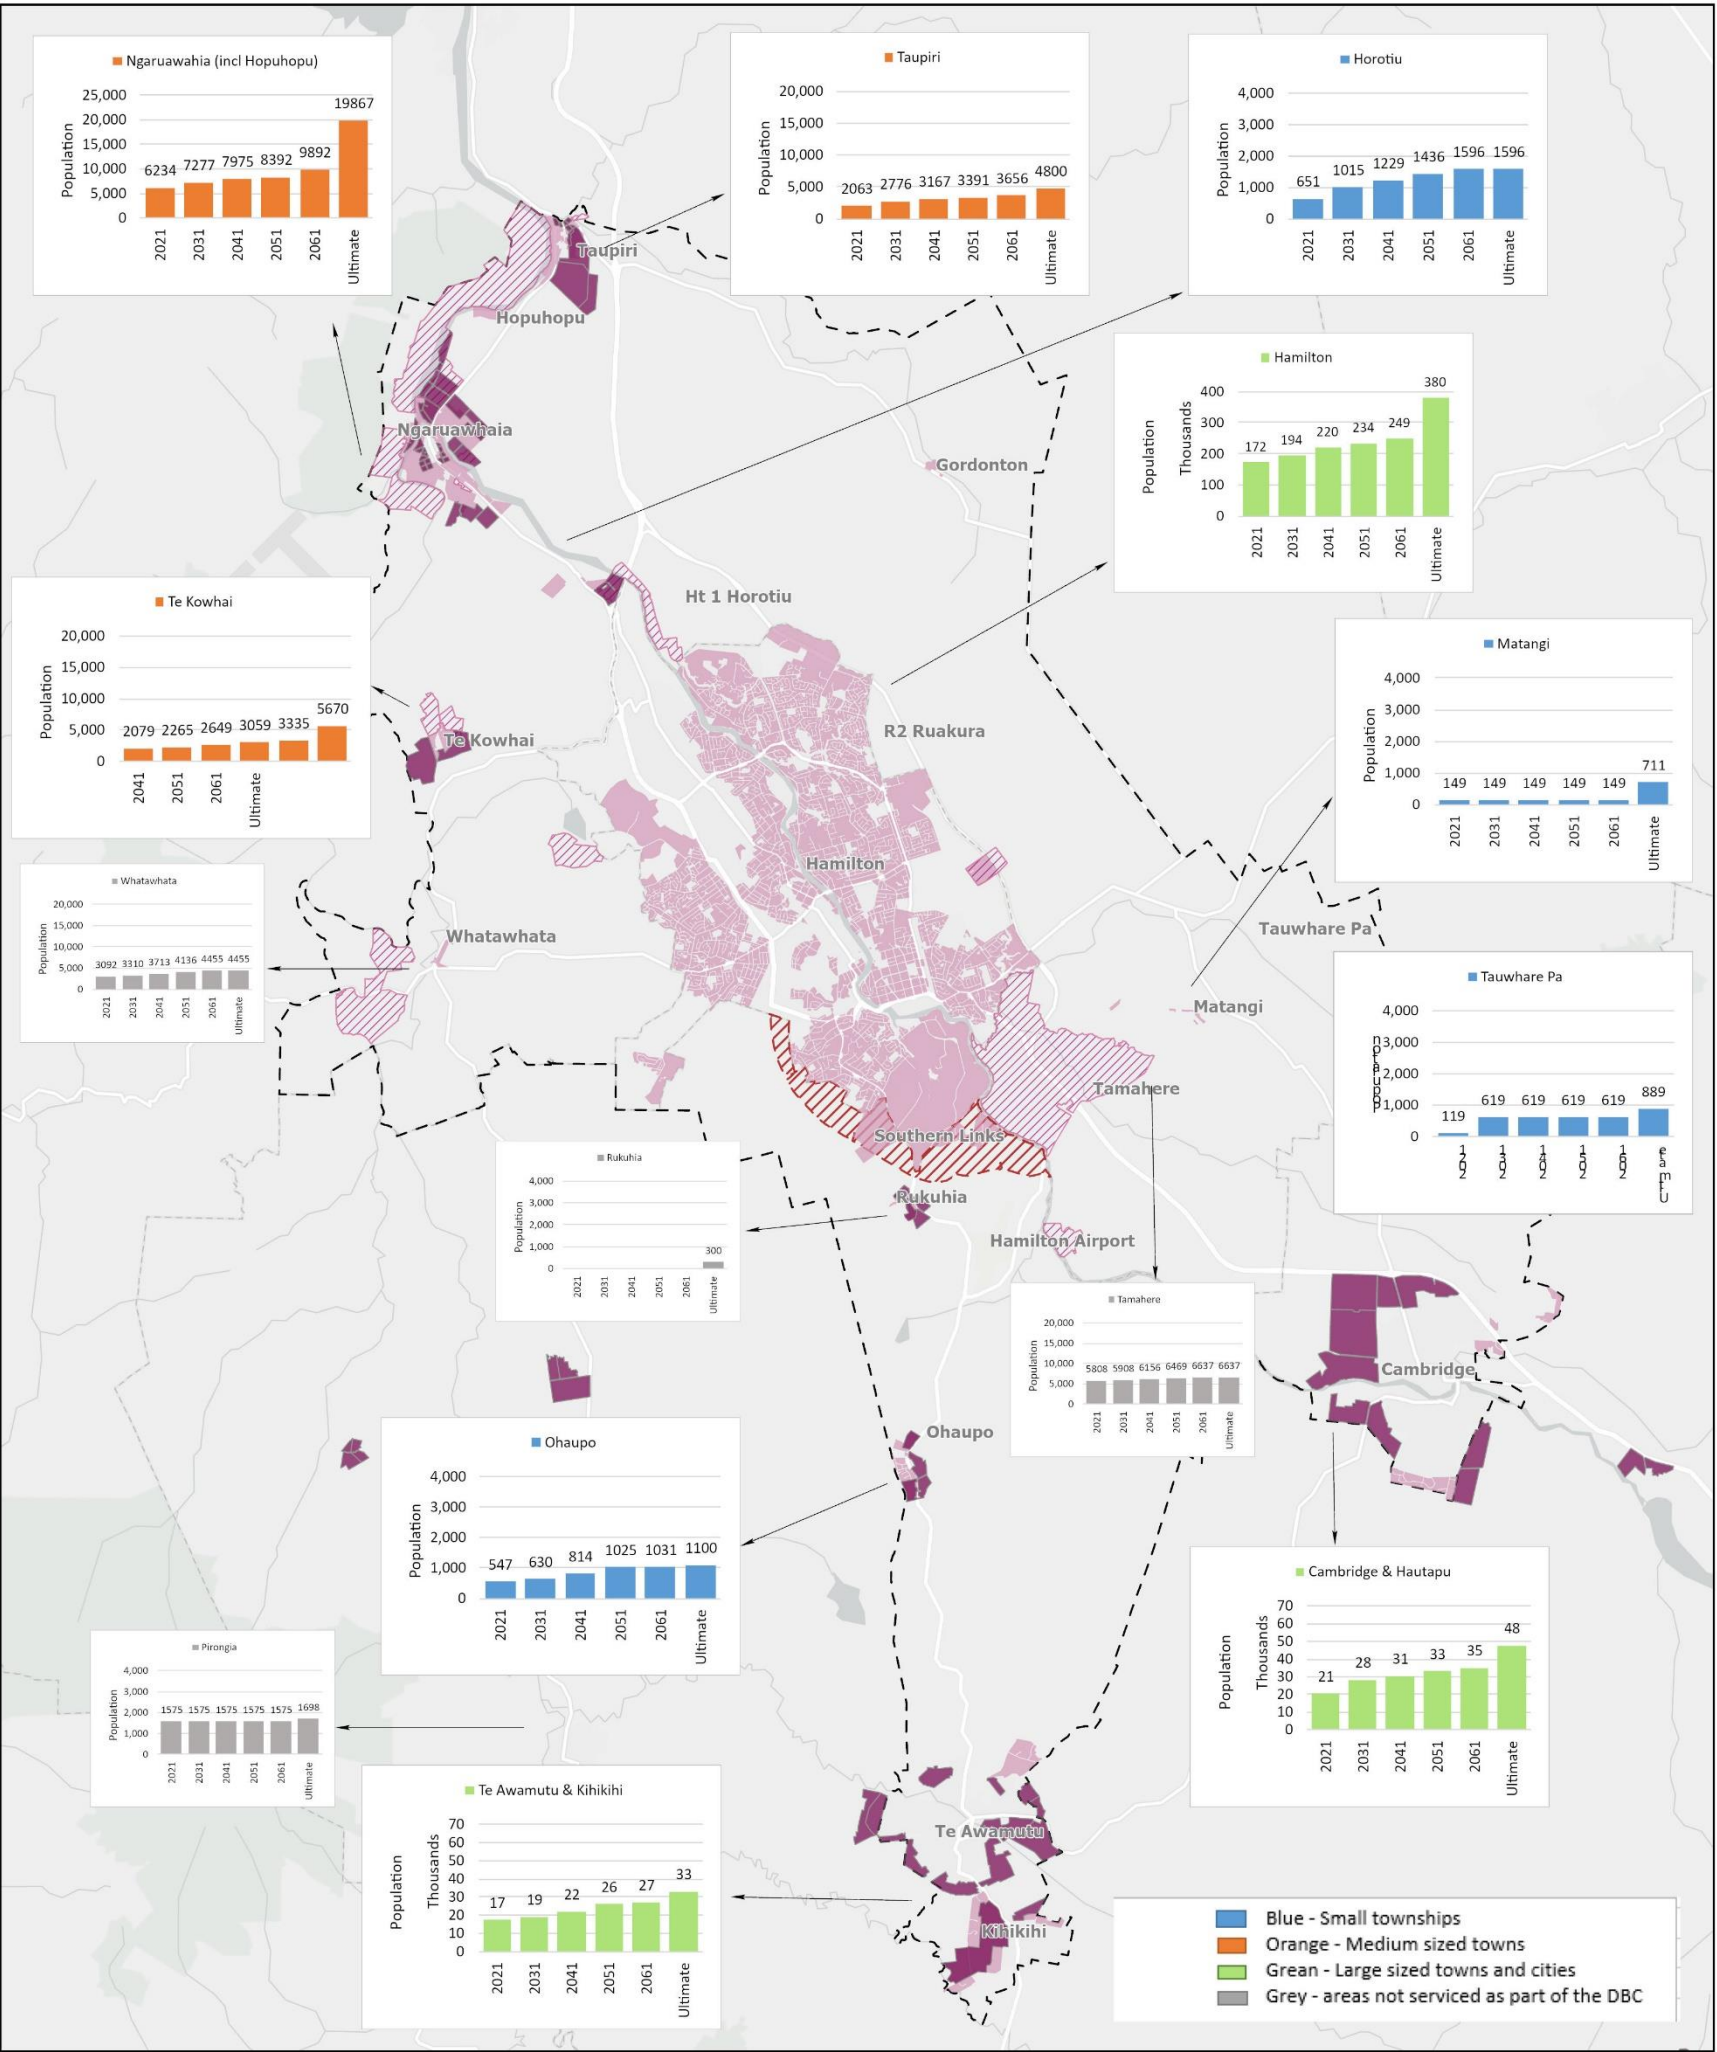 Ngaruawahia (incl Hopuhopu)
Population
25,000
20,000
15,000
10,000
5,000
0
6234 7277 7975 8392 9892 19867
2021 2031 2041 2051 2061 Ultimate
Taupiri
Population
20,000
15,000
10,000
5,000
0
2063 2776 3167 3391 3656 4800
2021 2031 2041 2051 2061 Ultimate
Horotiu
Population
4,000
3,000
2,000
1,000
0
651 1015 1229 1436 1596 1596
2021 2031 2041 2051 2061 Ultimate
Taupiri
Hopuhopu
Ngaruawhaia
Gordonton
Hamilton
Population
Thousands
400
300
200
100
0
172 194 220 234 249 380
2021 2031 2041 2051 2061 Ultimate
Te Kowhai
Population
20,000
15,000
10,000
5,000
0
2079 2265 2649 3059 3335 5670
2041 2051 2061 Ultimate
Ht 1 Horotiu
Te Kowhai
R2 Ruakura
Matangi
Population
4,000
3,000
2,000
1,000
0
149 149 149 149 149 711
2021 2031 2041 2051 2061 Ultimate
Hamilton
Whatawhata
Population
20,000
15,000
10,000
5,000
0
3092 3310 3713 4136 4455 4455
2021 2031 2041 2051 2061 Ultimate
Whatawhata
Tauwhare Pa
Matangi
Tauwhare Pa
Population
4,000
3,000
2,000
1,000
0
119 619 619 619 619 889
2021 2031 2041 2051 2061 Ultimate
Tamahere
Southern Links
Rukuhia
Hamilton Airport
Rukuhia
Population
4,000
3,000
2,000
1,000
0
300
2021 2031 2041 2051 2061 Ultimate
Tamahere
Population
20,000
15,000
10,000
5,000
0
5808 5908 6156 6469 6637 6637
2021 2031 2041 2051 2061 Ultimate
Cambridge
Ohaupo
Ohaupo
Population
4,000
3,000
2,000
1,000
0
547 630 814 1025 1031 1100
2021 2031 2041 2051 2061 Ultimate
Cambridge & Hautapu
Population
Thousands
70
60
50
40
30
20
10
0
21 28 31 33 35 48
2021 2031 2041 2051 2061 Ultimate
Pirongia
Population
4,000
3,000
2,000
1,000
0
1575 1575 1575 1575 1575 1698
2021 2031 2041 2051 2061 Ultimate
Te Awamutu & Kihikihi
Population
Thousands
70
60
50
40
30
20
10
0
17 19 22 26 27 33
2021 2031 2041 2051 2061 Ultimate
Te Awamutu
Kihikihi
Blue - Small townships
Orange - Medium sized towns
Grean - Large sized towns and cities
Grey - areas not serviced as part of the DBC